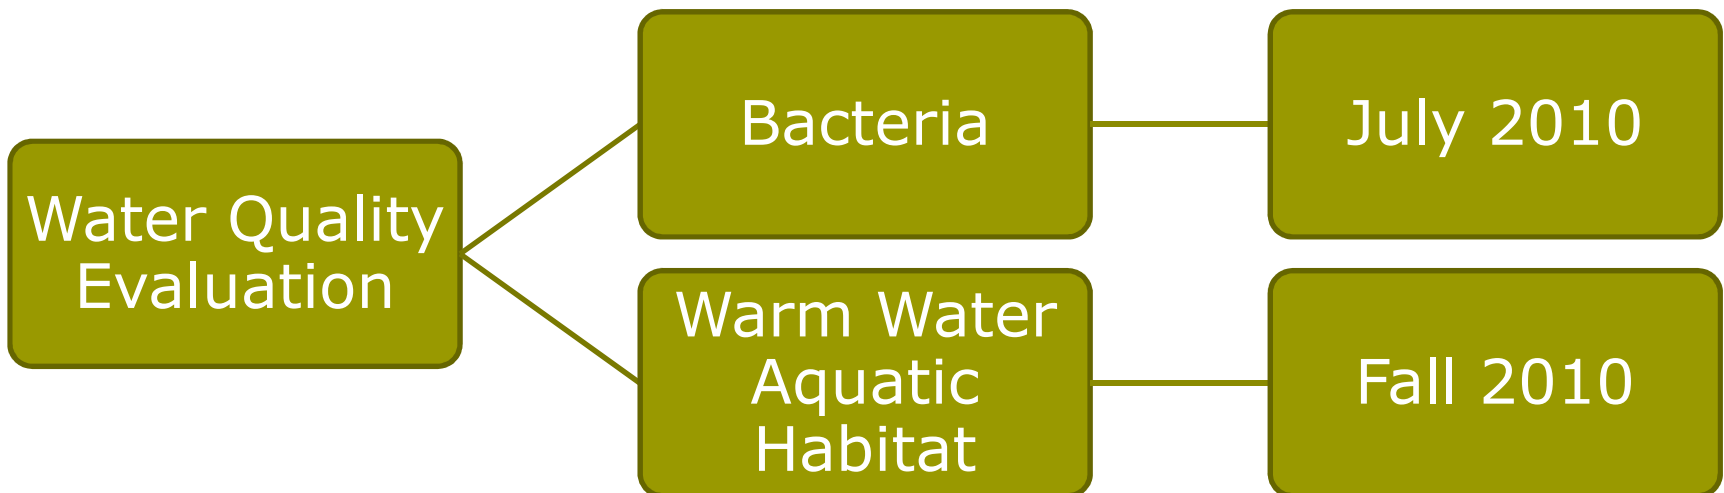 Water Quality
Evaluation
Bacteria
July 2010
Warm Water
Aquatic
Habitat
Fall 2010